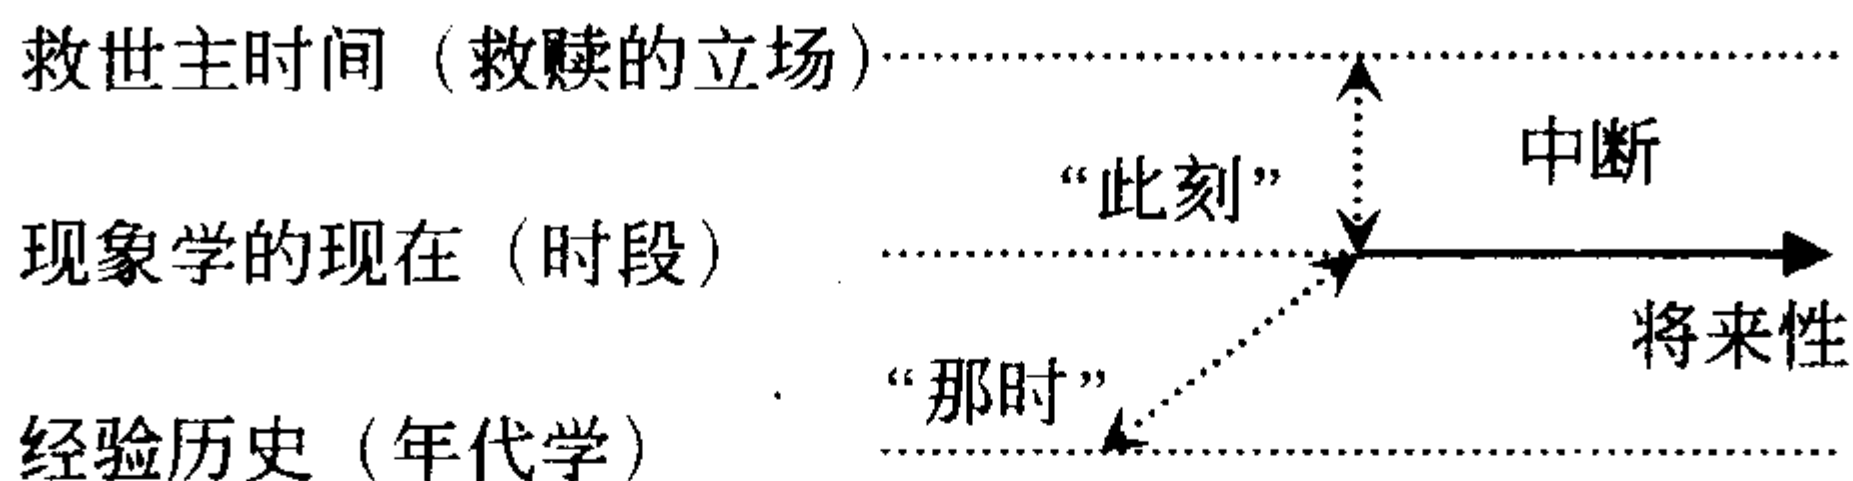 救世主时间（救赎的立场）
中断
“此刻”
现象学的现在（时段）
将来性
“那时”
经验历史（年代学）